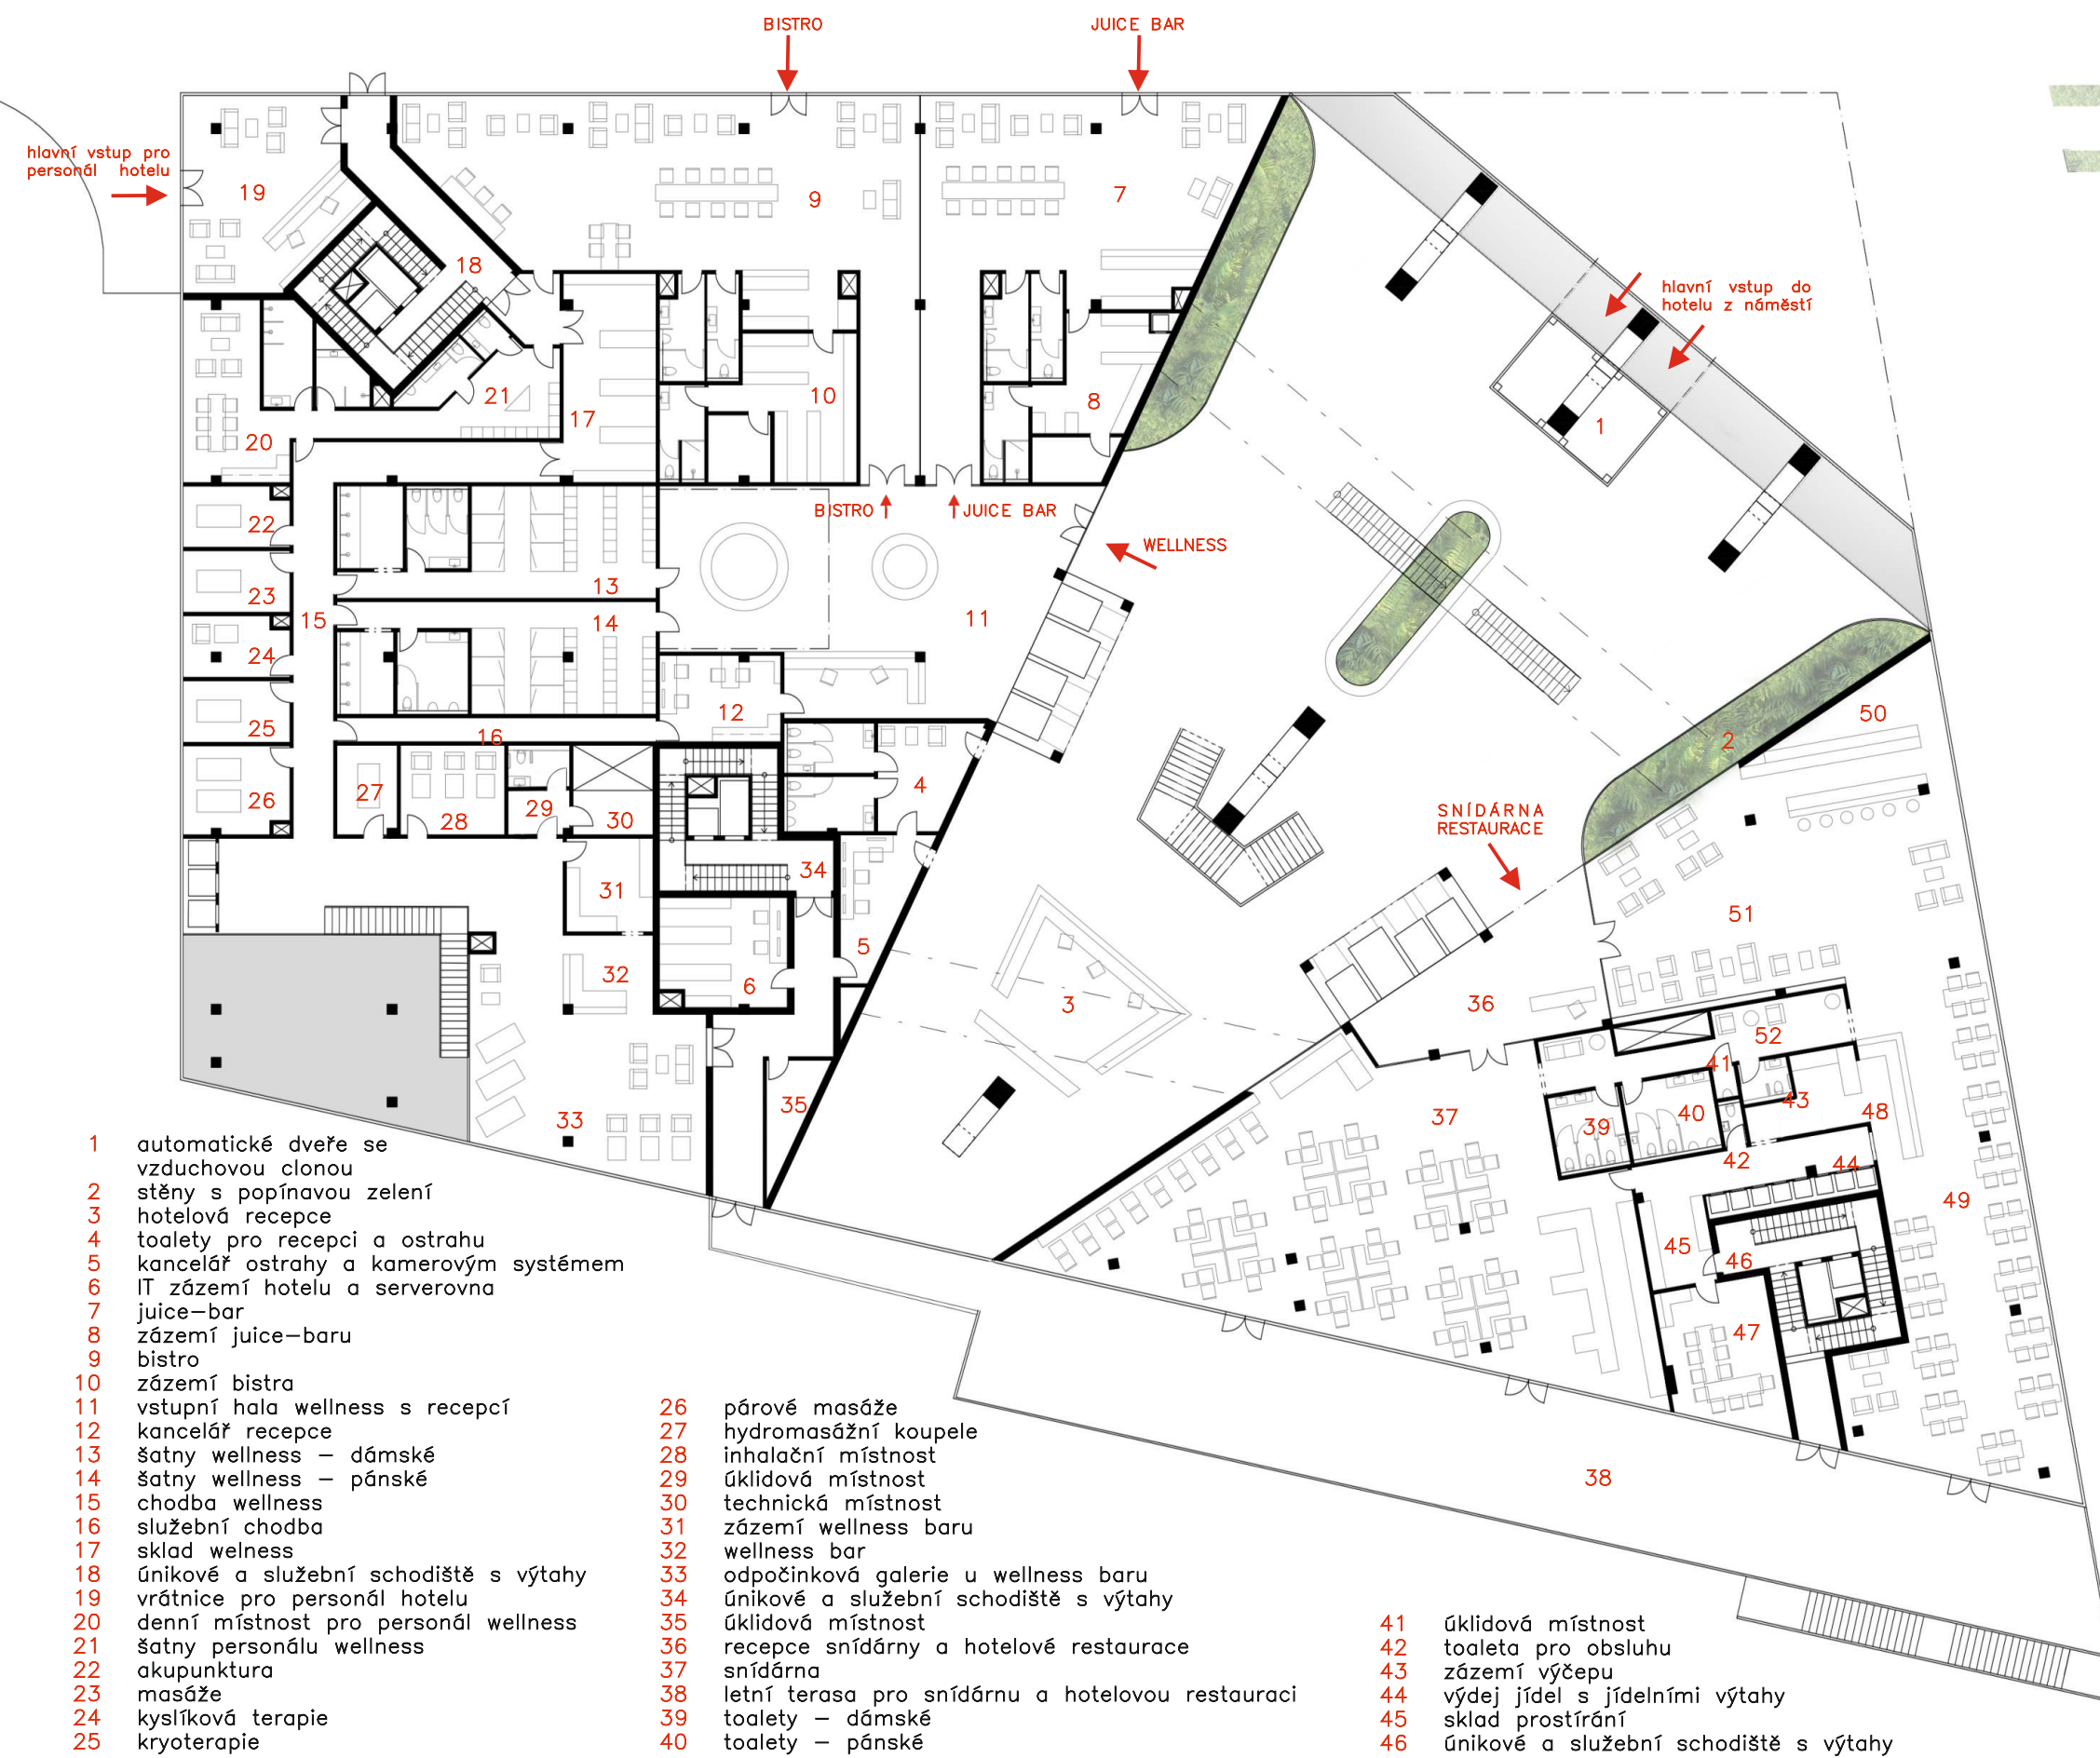 BISTRO
JUICE BAR
hlavní vstup pro
personál hotelu
19
9
7
18
hlavní vstup do
hotelu z náměstí
21
17
10
8
1
20
BISTRO
JUICE BAR
22
WELLNESS
23
13
15
14
11
24
25
12
16
50
2
26
27
28
29
30
4
SNÍDÁRNA
RESTAURACE
34
31
51
5
32
6
3
36
52
41
35
33
37
39
40
43
48
42
44
49
45
46
47
38
1 automatické dveře se
vzduchovou clonou
2 stěny s popínavou zelení
3 hotelová recepce
4 toalety pro recepci a ostrahu
5 kancelář ostrahy a kamerovým systémem
6 IT zázemí hotelu a serverovna
7 juice–bar
8 zázemí juice–baru
9 bistro
10 zázemí bistra
11 vstupní hala wellness s recepcí
12 kancelář recepce
13 šatny wellness – dámské
14 šatny wellness – pánské
15 chodba wellness
16 služební chodba
17 sklad welness
18 únikové a služební schodiště s výtahy
19 vrátnice pro personál hotelu
20 denní místnost pro personál wellness
21 šatny personálu wellness
22 akupunktura
23 masáže
24 kyslíková terapie
25 kryoterapie
26 párové masáže
27 hydromasážní koupele
28 inhalační místnost
29 úklidová místnost
30 technická místnost
31 zázemí wellness baru
32 wellness bar
33 odpočinková galerie u wellness baru
34 únikové a služební schodiště s výtahy
35 úklidová místnost
36 recepce snídárny a hotelové restaurace
37 snídárna
38 letní terasa pro snídárnu a hotelovou restauraci
39 toalety – dámské
40 toalety – pánské
41 úklidová místnost
42 toaleta pro obsluhu
43 zázemí výčepu
44 výdej jídel s jídelními výtahy
45 sklad prostírání
46 únikové a služební schodiště s výtahy